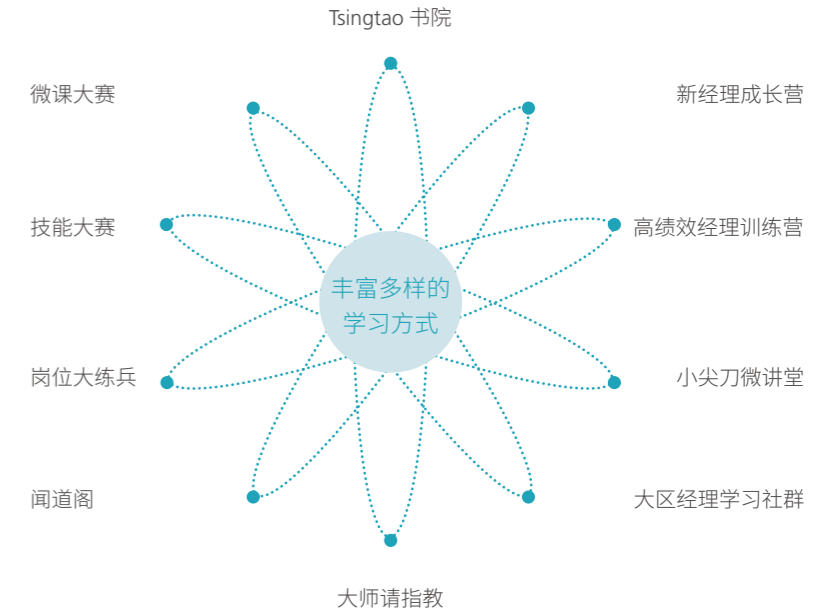 Tsingtao 书院
微课大赛
新经理成长营
技能大赛
高绩效经理训练营
丰富多样的
学习方式
岗位大练兵
小尖刀微讲堂
闻道阁
大区经理学习社群
大师请指教